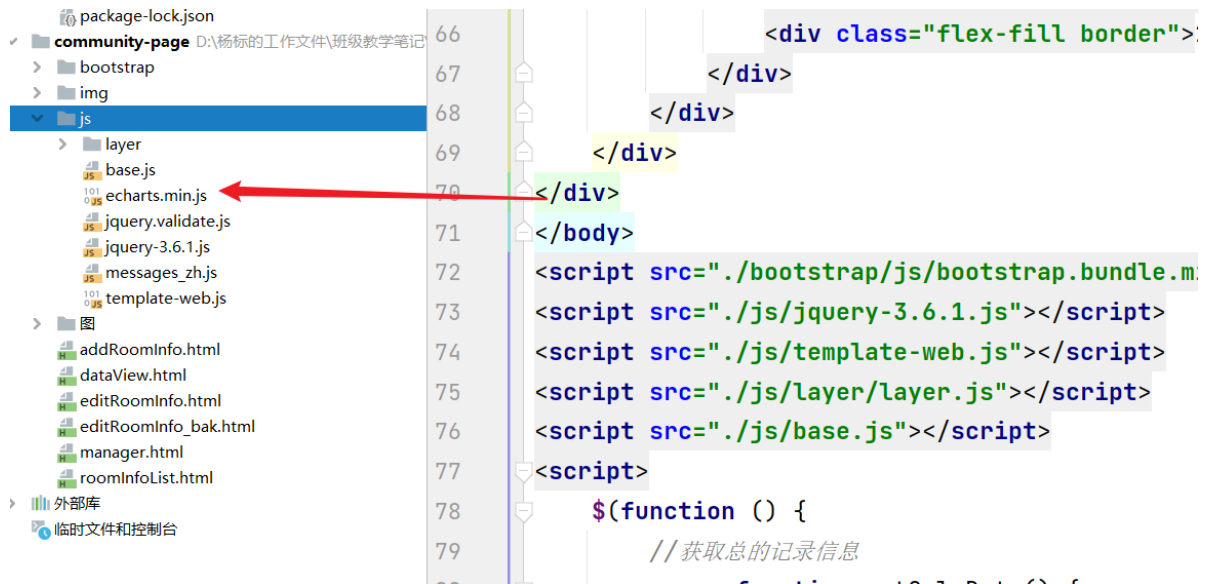 package-lock.json
community-page D:\杨标的工作文件\班级教学笔记
bootstrap
img
js
layer
base.js
echarts.min.js
jquery.validate.js
jquery-3.6.1.js
messages_zh.js
template-web.js
图
addRoomInfo.html
dataView.html
editRoomInfo.html
editRoomInfo_bak.html
manager.html
roomInfoList.html
外部库
临时文件和控制台
66 <div class="flex-fill border">
67 </div>
68 </div>
69 </div>
70 </div>
71 </body>
72 <script src="./bootstrap/js/bootstrap.bundle.m
73 <script src="./js/jquery-3.6.1.js"></script>
74 <script src="./js/template-web.js"></script>
75 <script src="./js/layer/layer.js"></script>
76 <script src="./js/base.js"></script>
77 <script>
78 $(function () {
79 //获取总的记录信息